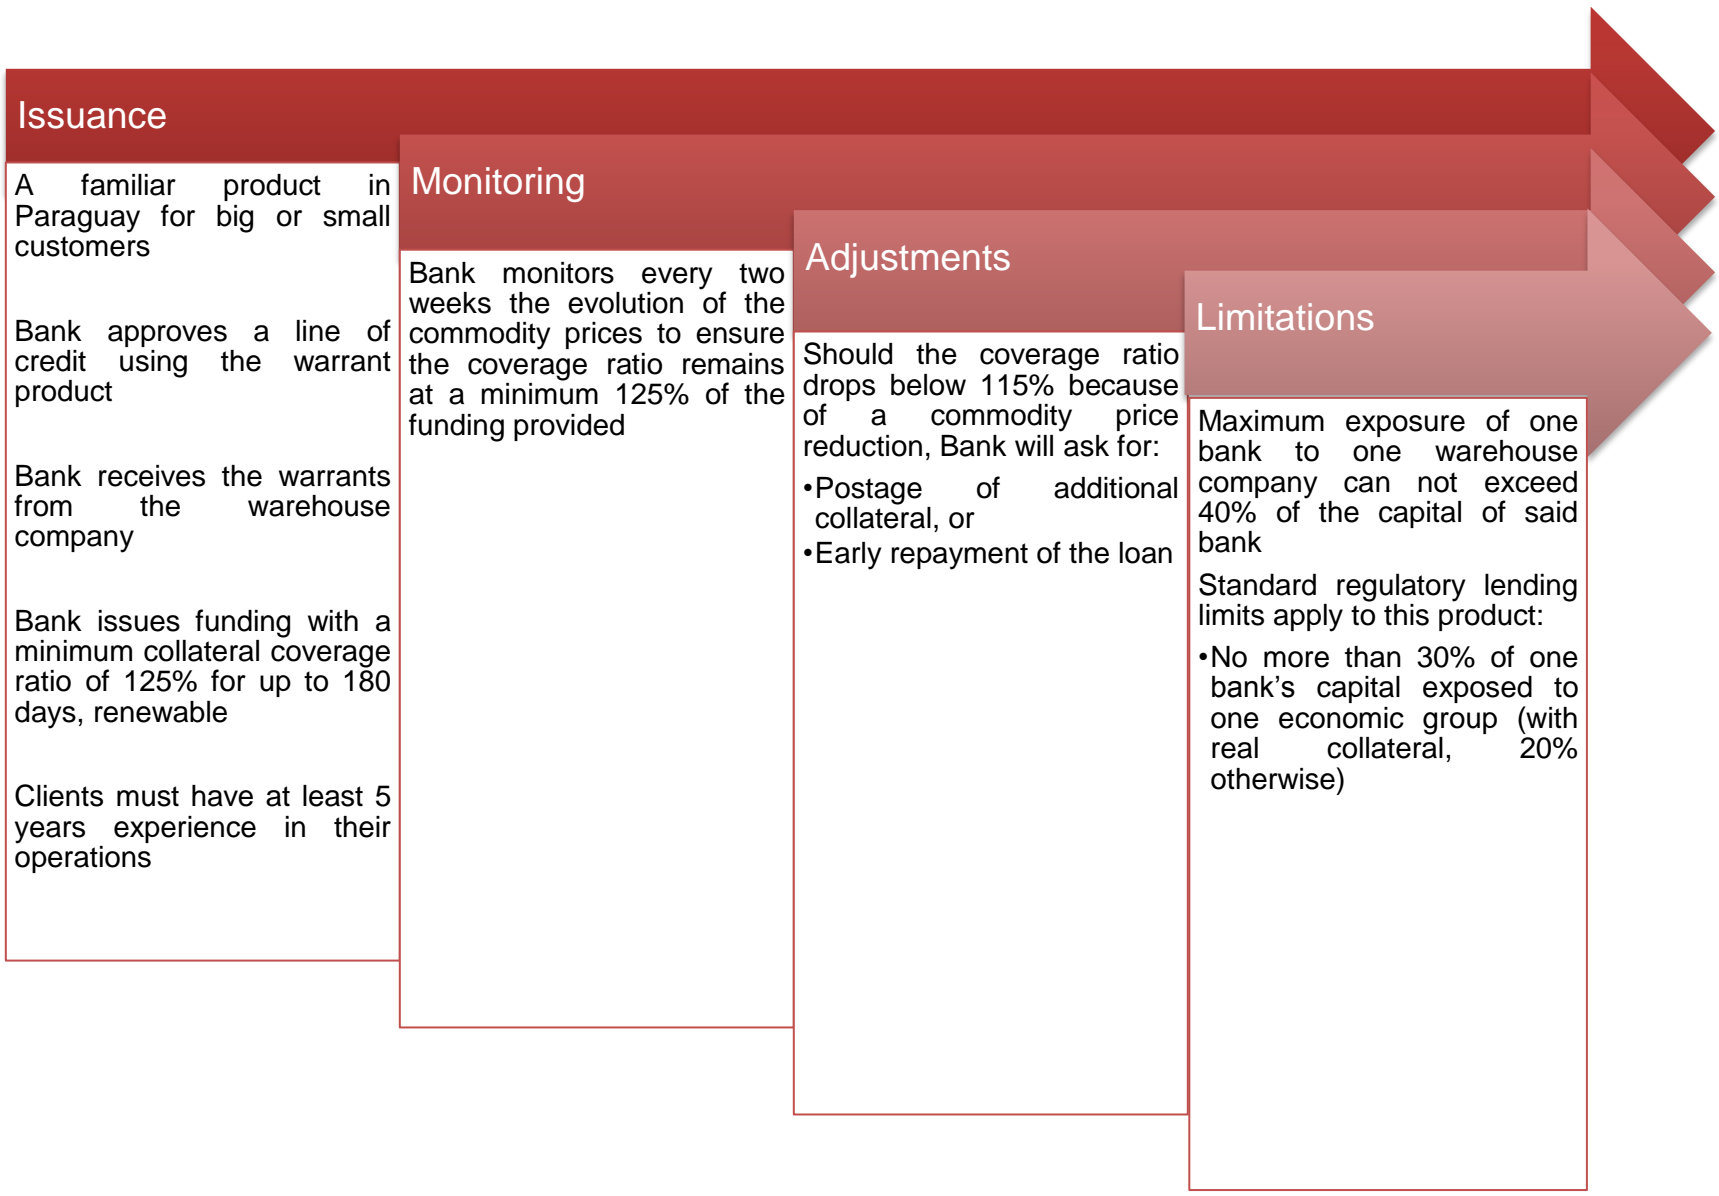 Issuance
A familiar product in
Paraguay for big or small
customers
Bank approves a line of
credit using the warrant
product
Bank receives the warrants
from the warehouse
company
Bank issues funding with a
minimum collateral coverage
ratio of 125% for up to 180
days, renewable
Clients must have at least 5
years experience in their
operations
Monitoring
Bank monitors every two
weeks the evolution of the
commodity prices to ensure
the coverage ratio remains
at a minimum 125% of the
funding provided
Adjustments
Should the coverage ratio
drops below 115% because
of a commodity price
reduction, Bank will ask for:
•Postage of additional
collateral, or
•Early repayment of the loan
Limitations
Maximum exposure of one
bank to one warehouse
company can not exceed
40% of the capital of said
bank
Standard regulatory lending
limits apply to this product:
•No more than 30% of one
bank’s capital exposed to
one economic group (with
real collateral, 20%
otherwise)